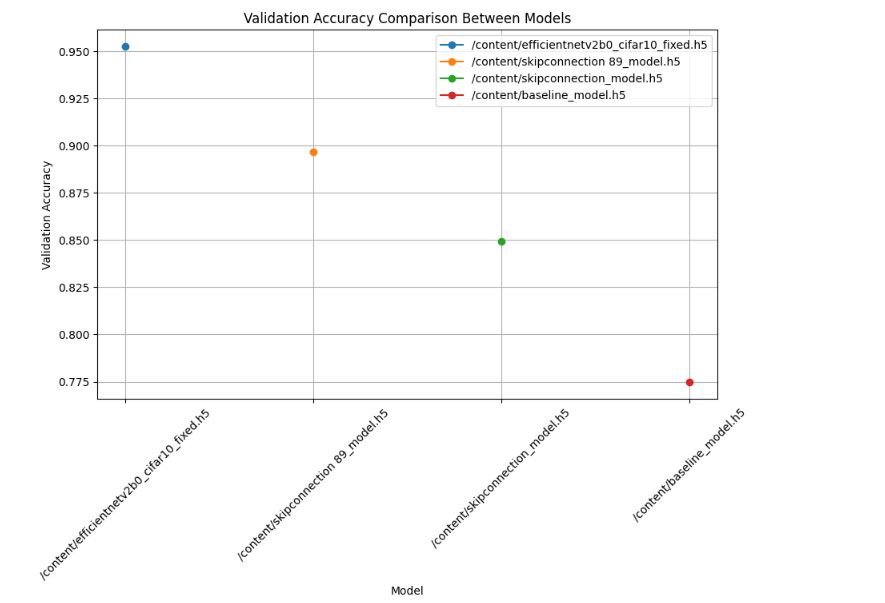 Validation Accuracy Comparison Between Models
/content/efficientnetv2b0_cifar10_fixed.h5
/content/skipconnection 89_model.h5
/content/skipconnection_model.h5
/content/baseline_model.h5
Validation Accuracy
0.950
0.925
0.900
0.875
0.850
0.825
0.800
0.775
/content/efficientnetv2b0_cifar10_fixed.h5
/content/skipconnection 89_model.h5
/content/skipconnection_model.h5
/content/baseline_model.h5
Model